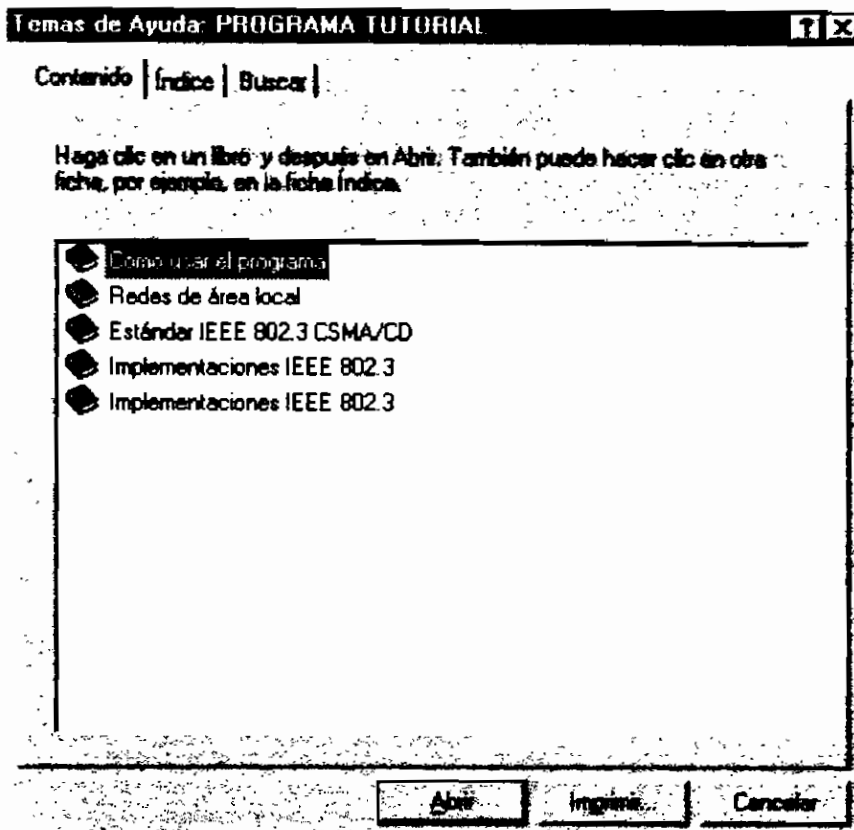 Temas de Ayuda: PROGRAMA TUTORIAL
Contenido Índice Buscar
Haga clic en un libro y después en Abrir. También puede hacer clic en otra
ficha, por ejemplo, en la ficha Índice.
Como usar el programa
Redes de área local
Estándar IEEE 802.3 CSMA/CD
Implementaciones IEEE 802.3
Implementaciones IEEE 802.3
Abrir Imprimir... Cancelar